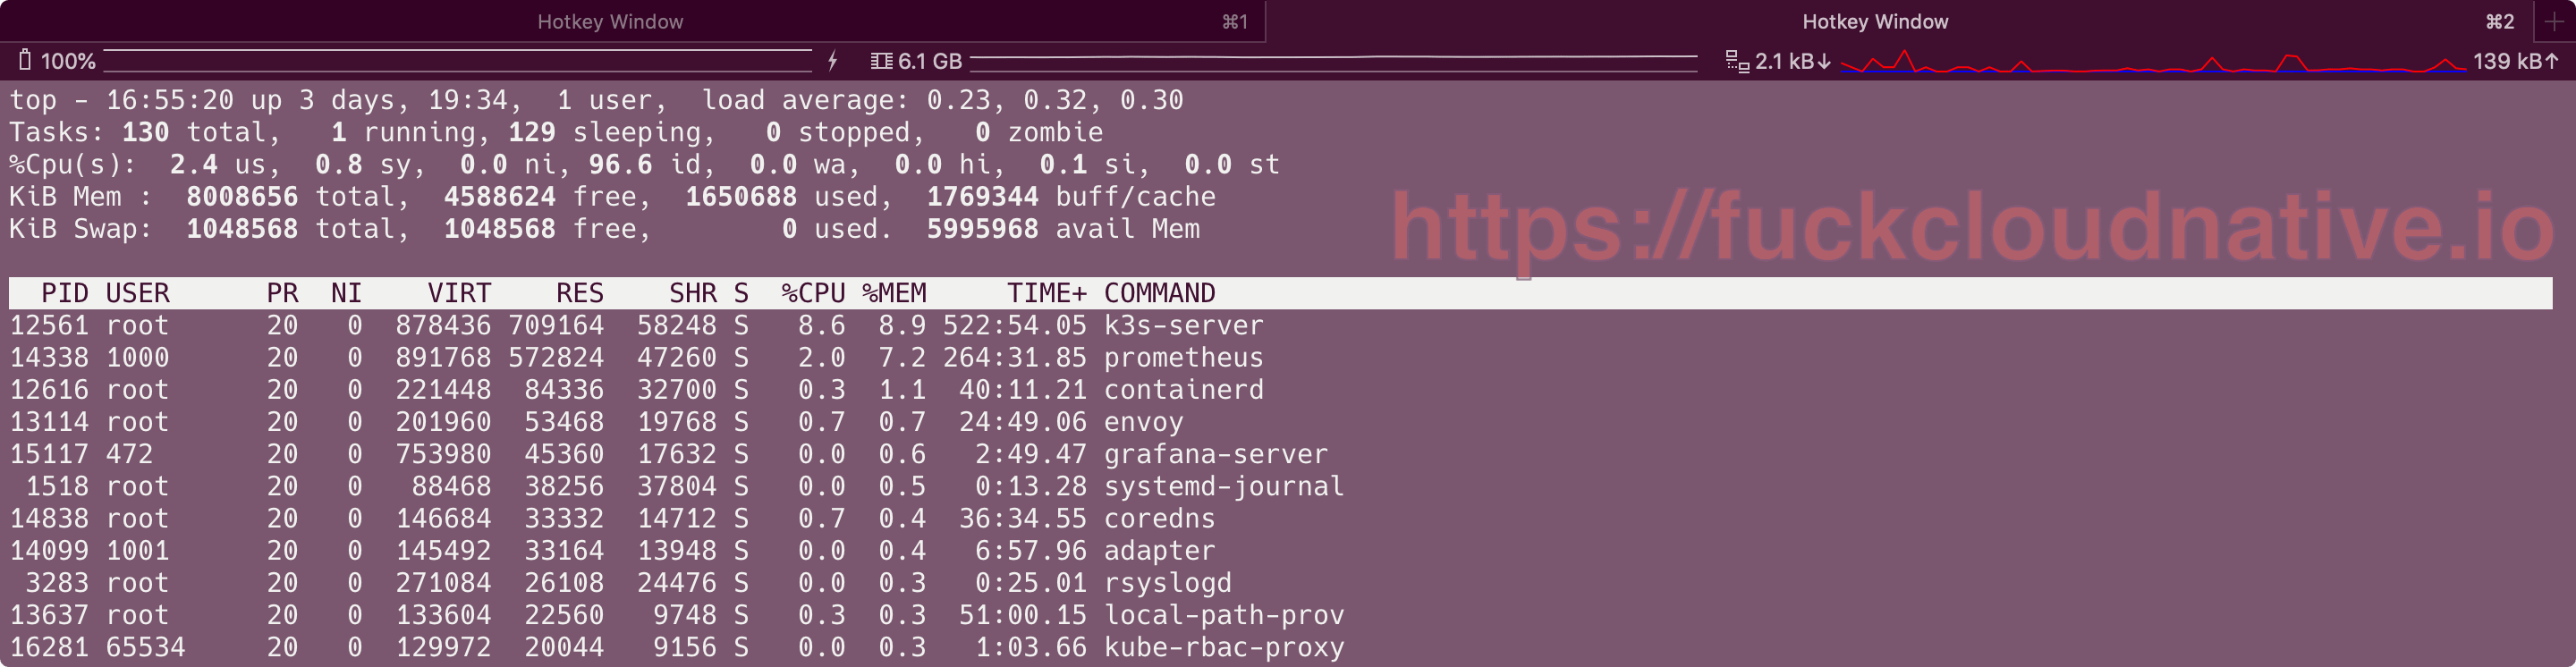 Hotkey Window ⌘1 Hotkey Window ⌘2 +
100% 6.1 GB 2.1 kB↓ 139 kB↑
top - 16:55:20 up 3 days, 19:34,  1 user,  load average: 0.23, 0.32, 0.30
Tasks: 130 total,   1 running, 129 sleeping,   0 stopped,   0 zombie
%Cpu(s):  2.4 us,  0.8 sy,  0.0 ni, 96.6 id,  0.0 wa,  0.0 hi,  0.1 si,  0.0 st
KiB Mem :  8008656 total,  4588624 free,  1650688 used,  1769344 buff/cache
KiB Swap:  1048568 total,  1048568 free,        0 used.  5995968 avail Mem
https://fuckcloudnative.io
  PID USER      PR  NI    VIRT    RES    SHR S  %CPU %MEM     TIME+ COMMAND
12561 root      20   0  878436 709164  58248 S   8.6  8.9 522:54.05 k3s-server
14338 1000      20   0  891768 572824  47260 S   2.0  7.2 264:31.85 prometheus
12616 root      20   0  221448  84336  32700 S   0.3  1.1  40:11.21 containerd
13114 root      20   0  201960  53468  19768 S   0.7  0.7  24:49.06 envoy
15117 472       20   0  753980  45360  17632 S   0.0  0.6   2:49.47 grafana-server
 1518 root      20   0   88468  38256  37804 S   0.0  0.5   0:13.28 systemd-journal
14838 root      20   0  146684  33332  14712 S   0.7  0.4  36:34.55 coredns
14099 1001      20   0  145492  33164  13948 S   0.0  0.4   6:57.96 adapter
 3283 root      20   0  271084  26108  24476 S   0.0  0.3   0:25.01 rsyslogd
13637 root      20   0  133604  22560   9748 S   0.3  0.3  51:00.15 local-path-prov
16281 65534     20   0  129972  20044   9156 S   0.0  0.3   1:03.66 kube-rbac-proxy